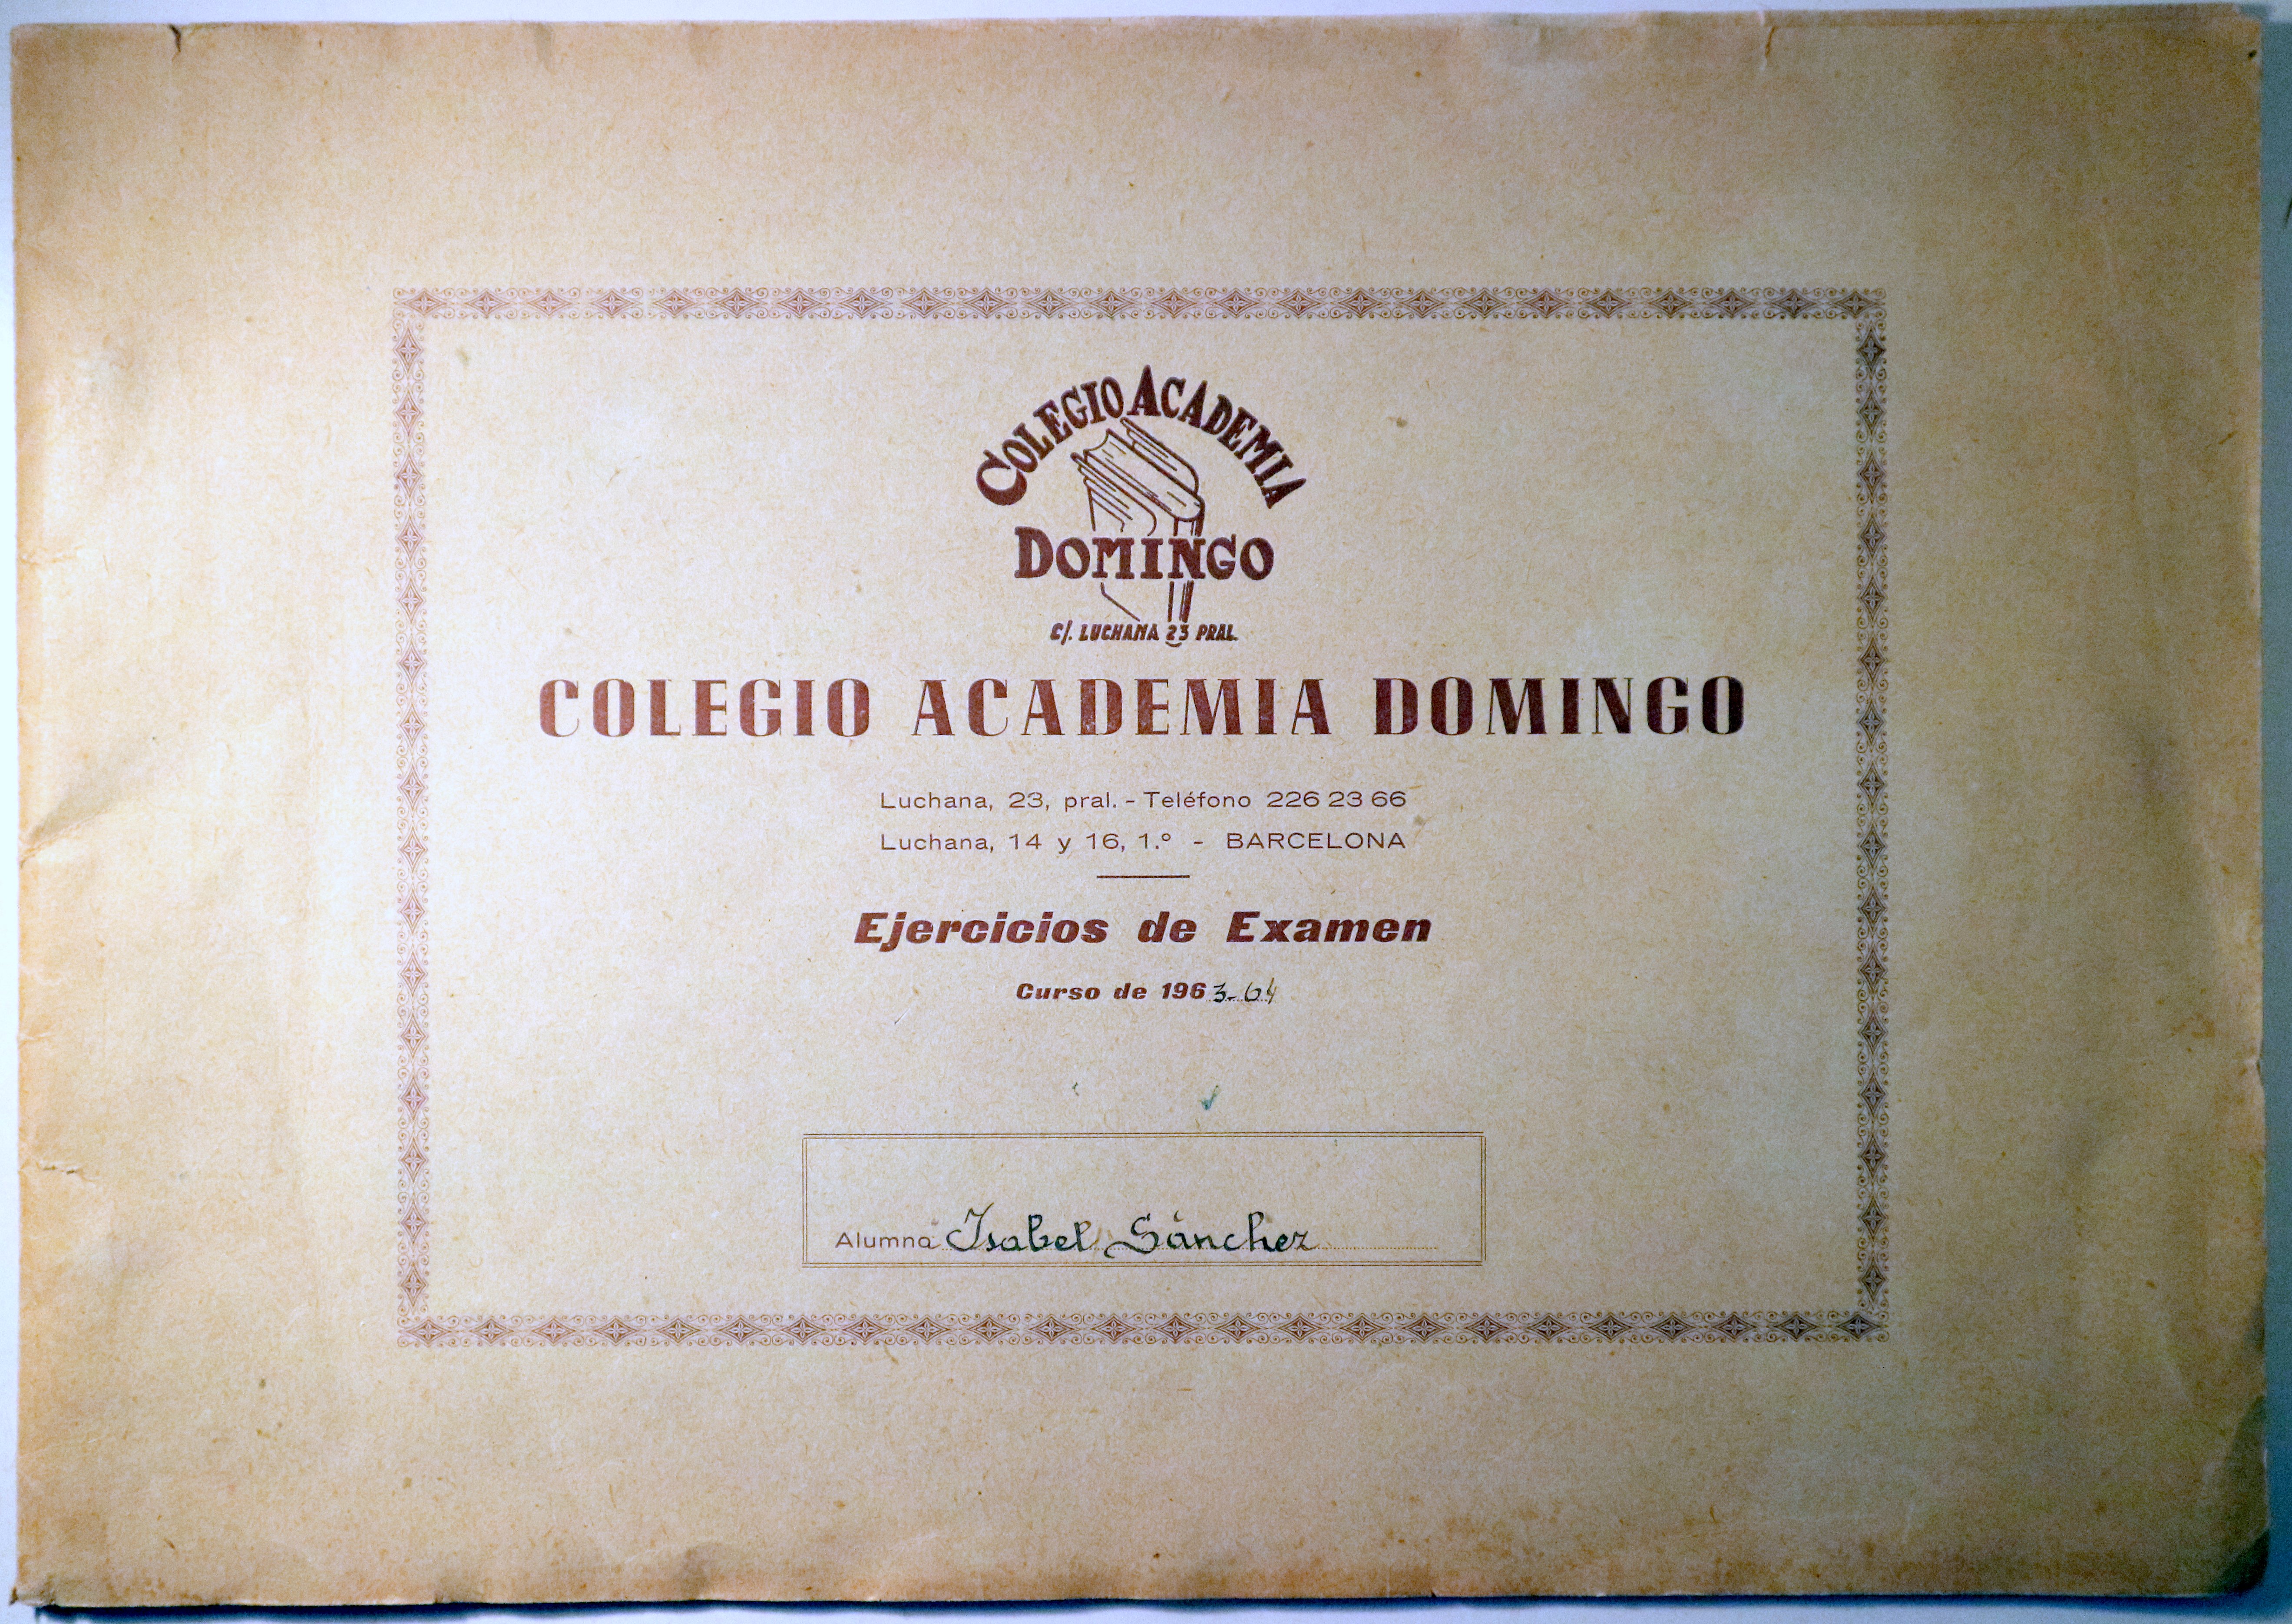 COLEGIO ACADEMIA
DOMINGO
C/. LUCHANA 23 PRAL.
COLEGIO ACADEMIA DOMINGO
Luchana, 23, pral. - Teléfono 226 23 66
Luchana, 14 y 16, 1.º - BARCELONA
Ejercicios de Examen
Curso de 1963-64
Alumna Isabel Sánchez